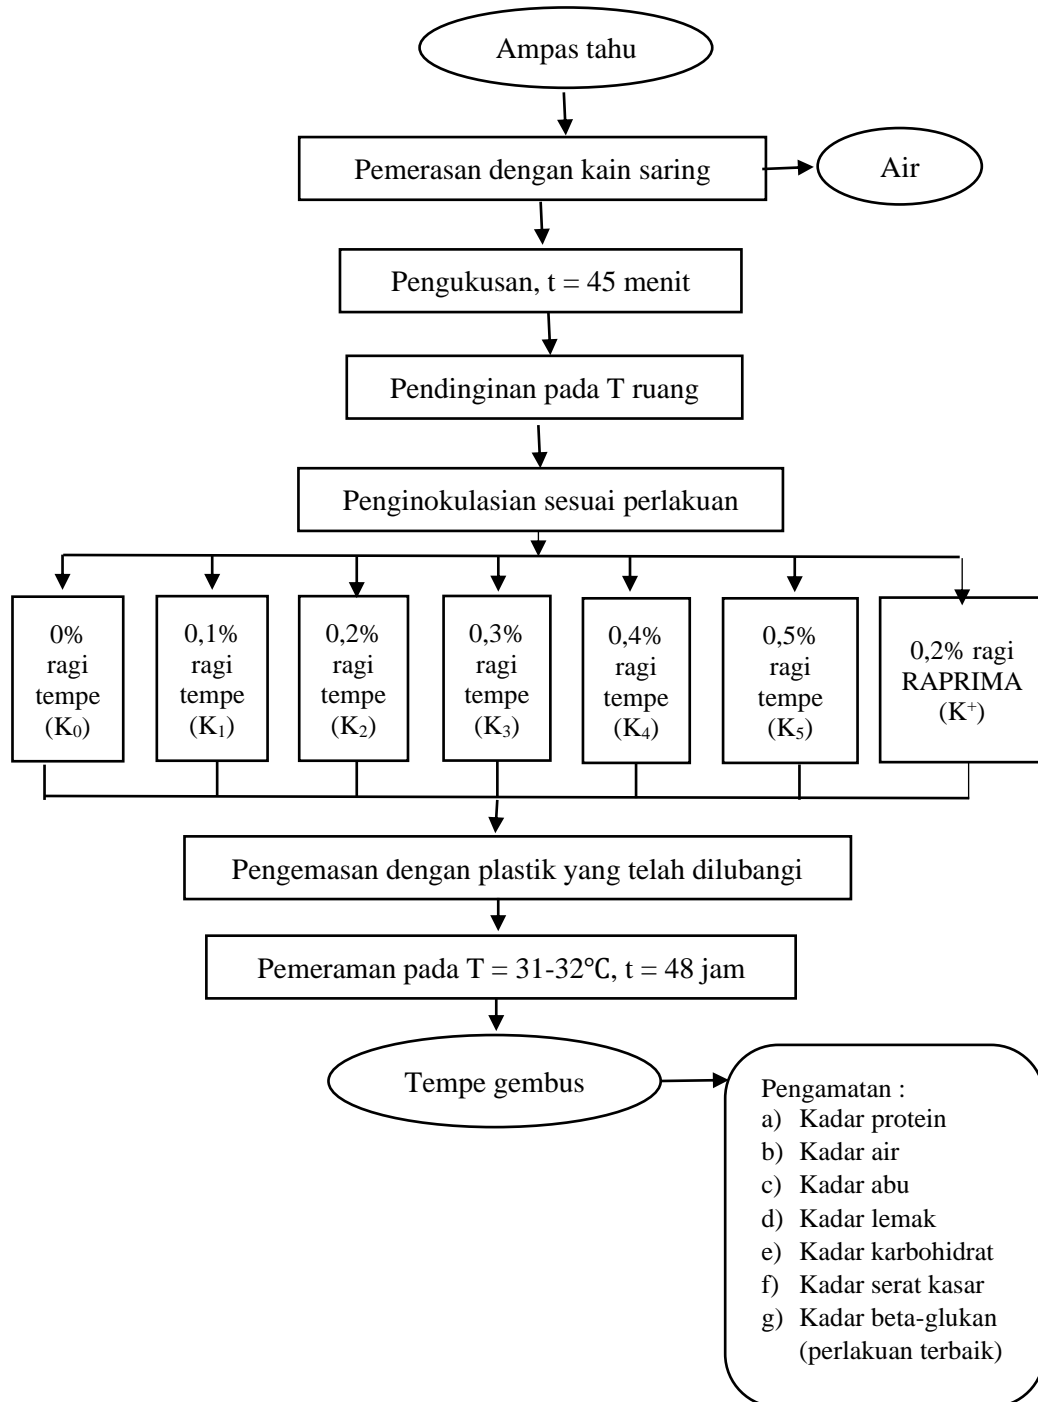 Ampas tahu
Pemerasan dengan kain saring
Air
Pengukusan, t = 45 menit
Pendinginan pada T ruang
Penginokulasian sesuai perlakuan
0%
ragi
tempe
(K₀)
0,1%
ragi
tempe
(K₁)
0,2%
ragi
tempe
(K₂)
0,3%
ragi
tempe
(K₃)
0,4%
ragi
tempe
(K₄)
0,5%
ragi
tempe
(K₅)
0,2% ragi
RAPRIMA
(K⁺)
Pengemasan dengan plastik yang telah dilubangi
Pemeraman pada T = 31-32℃, t = 48 jam
Tempe gembus
Pengamatan :
a) Kadar protein
b) Kadar air
c) Kadar abu
d) Kadar lemak
e) Kadar karbohidrat
f) Kadar serat kasar
g) Kadar beta-glukan
(perlakuan terbaik)